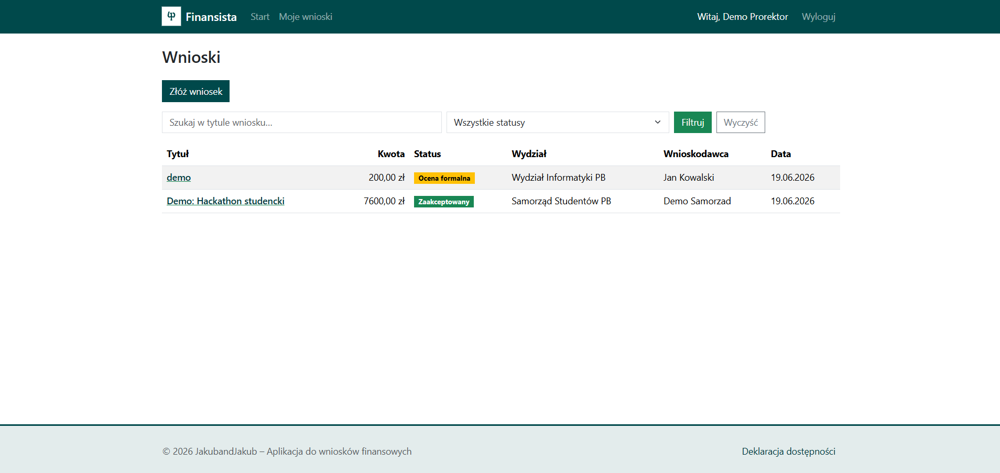 Finansista Start Moje wnioski Witaj, Demo Prorektor Wyloguj
Wnioski
Złóż wniosek
Szukaj w tytule wniosku... Wszystkie statusy Filtruj Wyczyść
Tytuł Kwota Status Wydział Wnioskodawca Data
demo 200,00 zł Ocena formalna Wydział Informatyki PB Jan Kowalski 19.06.2026
Demo: Hackathon studencki 7600,00 zł Zaakceptowany Samorząd Studentów PB Demo Samorzad 19.06.2026
© 2026 JakubandJakub – Aplikacja do wniosków finansowych Deklaracja dostępności